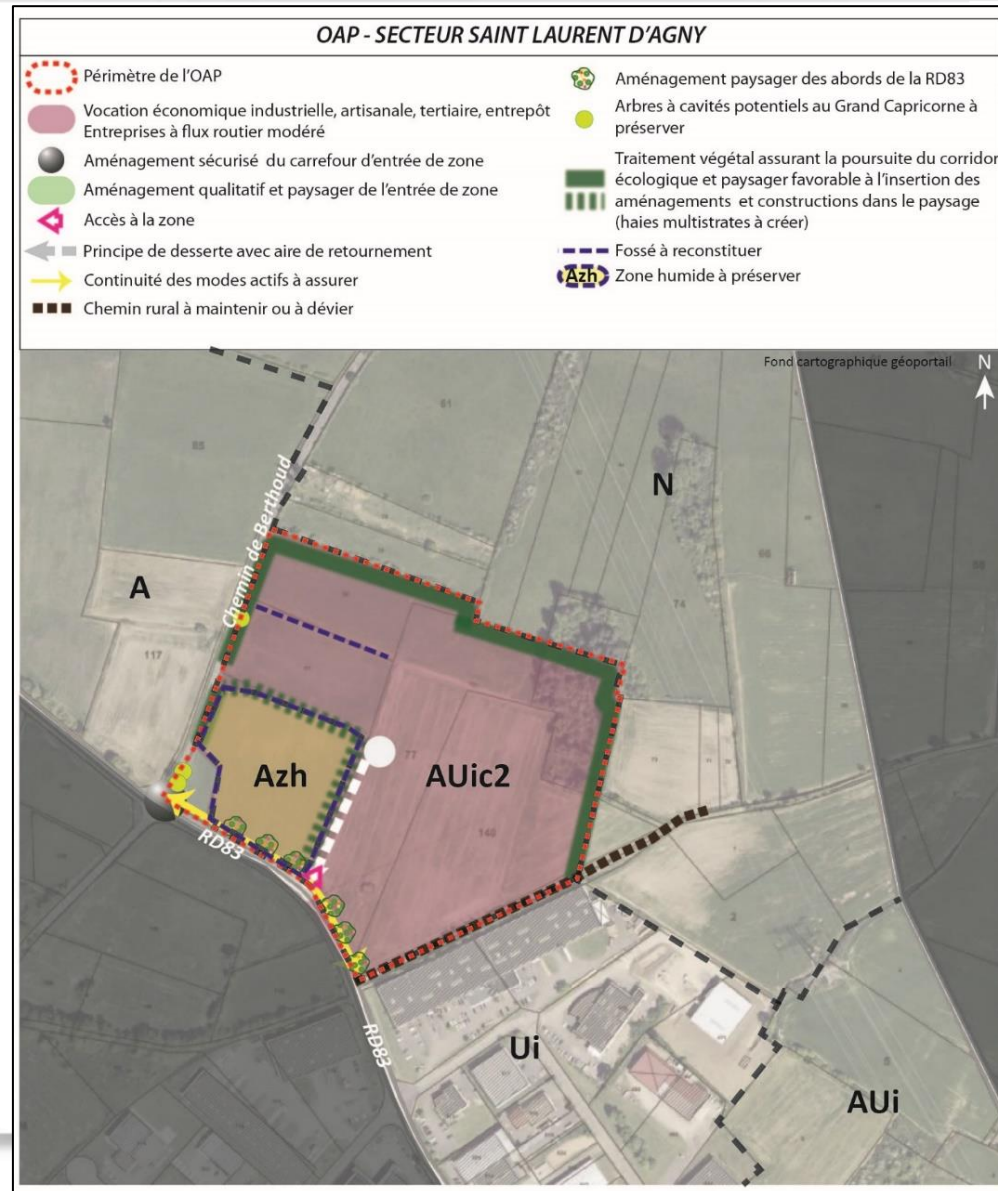 OAP - SECTEUR SAINT LAURENT D'AGNY
Périmètre de l'OAP
Vocation économique industrielle, artisanale, tertiaire, entrepôt
Entreprises à flux routier modéré
Aménagement sécurisé du carrefour d'entrée de zone
Aménagement qualitatif et paysager de l'entrée de zone
Accès à la zone
Principe de desserte avec aire de retournement
Continuité des modes actifs à assurer
Chemin rural à maintenir ou à dévier
Aménagement paysager des abords de la RD83
Arbres à cavités potentiels au Grand Capricorne à
préserver
Traitement végétal assurant la poursuite du corridor
écologique et paysager favorable à l'insertion des
aménagements et constructions dans le paysage
(haies multistrates à créer)
Fossé à reconstituer
Azh
Zone humide à préserver
Fond cartographique géoportail
N
N
Chemin de Berthoud
A
117
74
77
140
Azh
AUic2
RD83
RD83
Ui
AUi